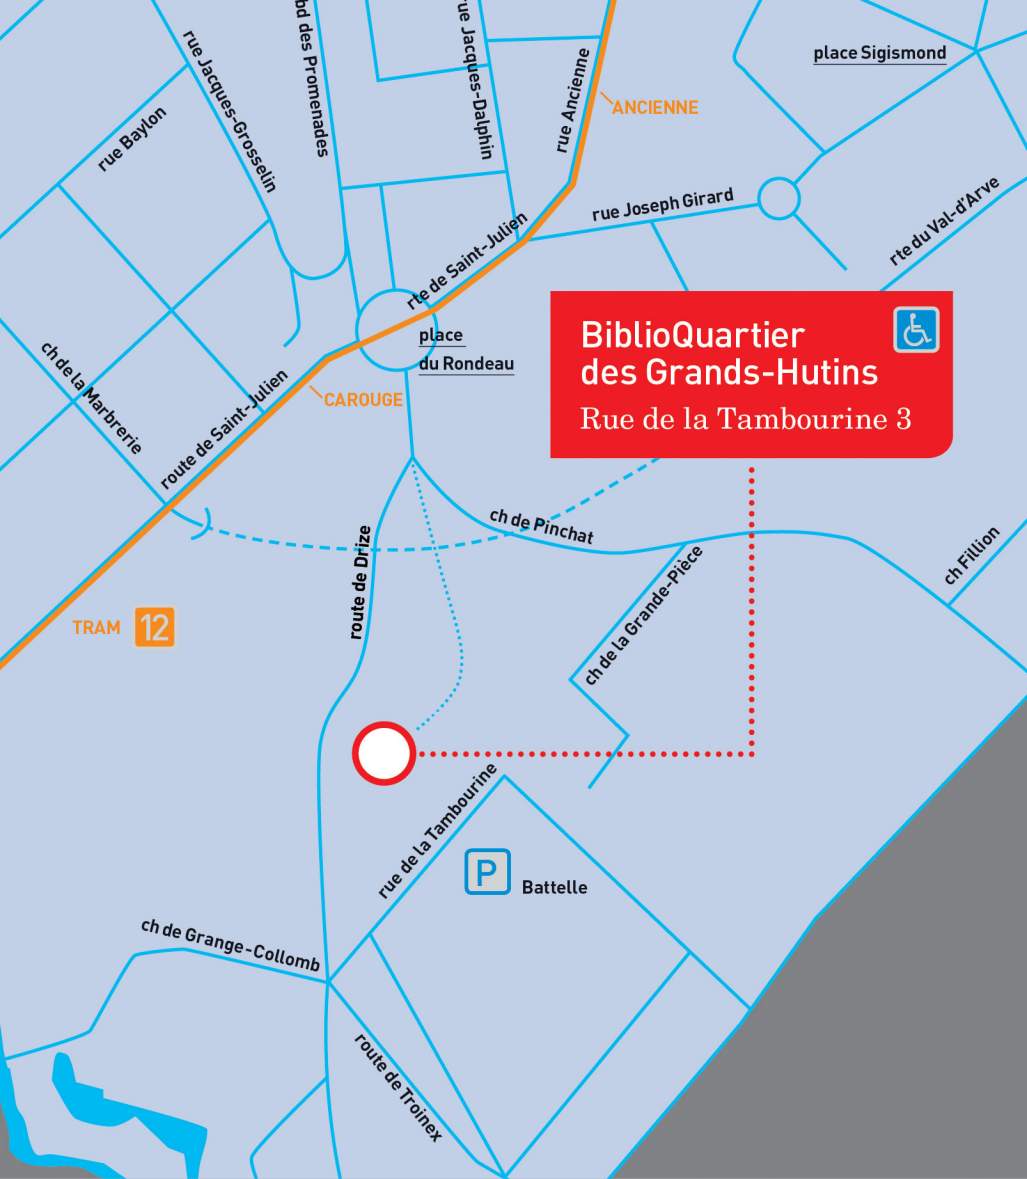 rue Jacques-Grosselin
bd des Promenades
rue Jacques-Dalphin
rue Ancienne
place Sigismond
ANCIENNE
rue Baylon
rue Joseph Girard
rte du Val-d'Arve
rte de Saint-Julien
place
du Rondeau
BiblioQuartier
des Grands-Hutins
Rue de la Tambourine 3
ch de la Marbrerie
route de Saint-Julien
CAROUGE
ch de Pinchat
route de Drize
ch de la Grande-Pièce
ch Fillion
TRAM 12
rue de la Tambourine
P Battelle
ch de Grange-Collomb
route de Troinex